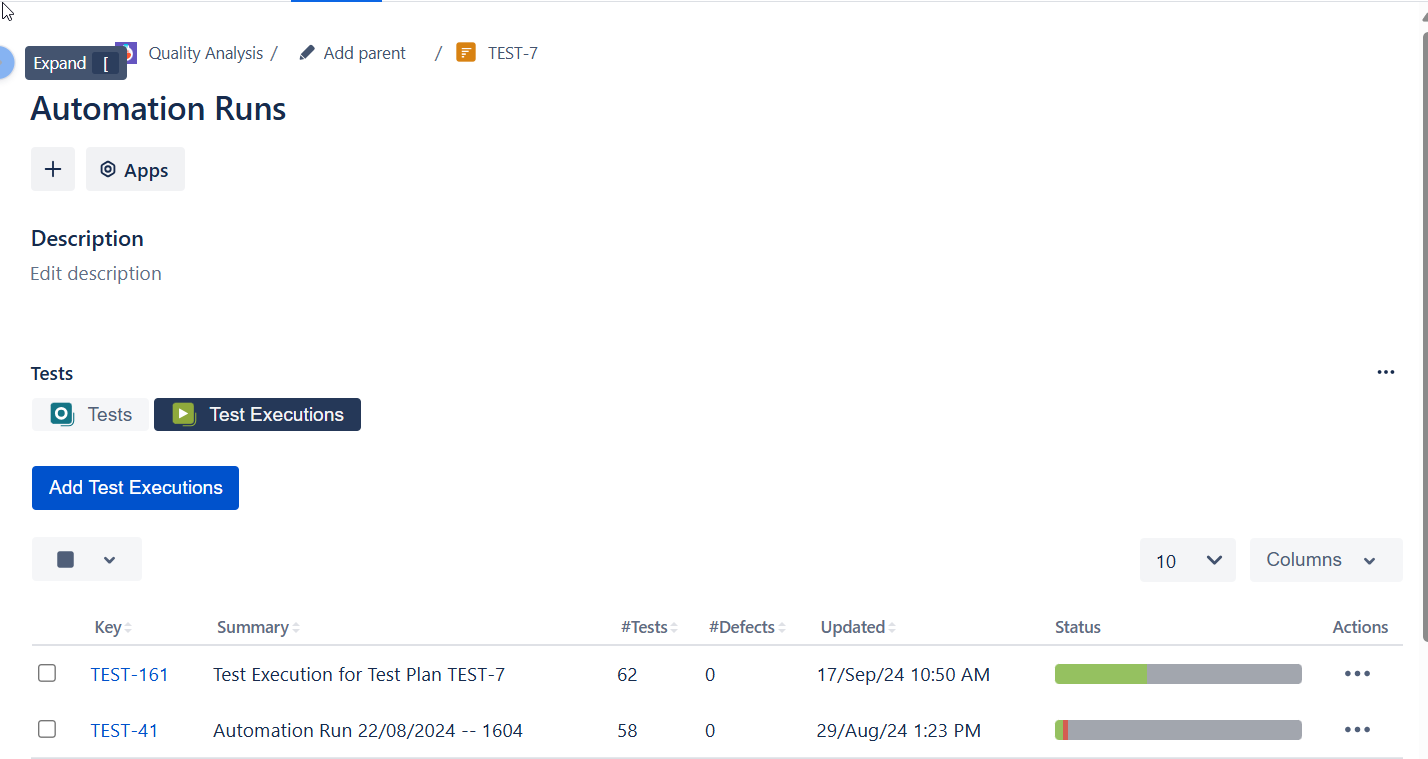 Expand [ Quality Analysis / Add parent / TEST-7
Automation Runs
+ Apps
Description
Edit description
Tests
Tests Test Executions
Add Test Executions
10 Columns
Key Summary #Tests #Defects Updated Status Actions
TEST-161 Test Execution for Test Plan TEST-7 62 0 17/Sep/24 10:50 AM
TEST-41 Automation Run 22/08/2024 -- 1604 58 0 29/Aug/24 1:23 PM